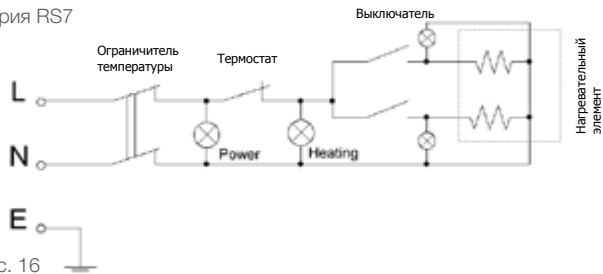 рия RS7
Выключатель
Ограничитель
температуры
Термостат
Нагревательный
элемент
L
N
Power
Heating
E
с. 16